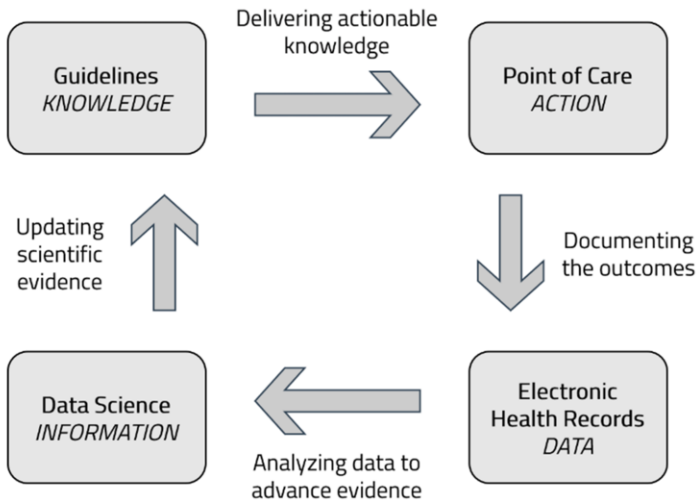 Delivering actionable
knowledge
Guidelines
KNOWLEDGE
Point of Care
ACTION
Updating
scientific
evidence
Documenting
the outcomes
Data Science
INFORMATION
Electronic
Health Records
DATA
Analyzing data to
advance evidence